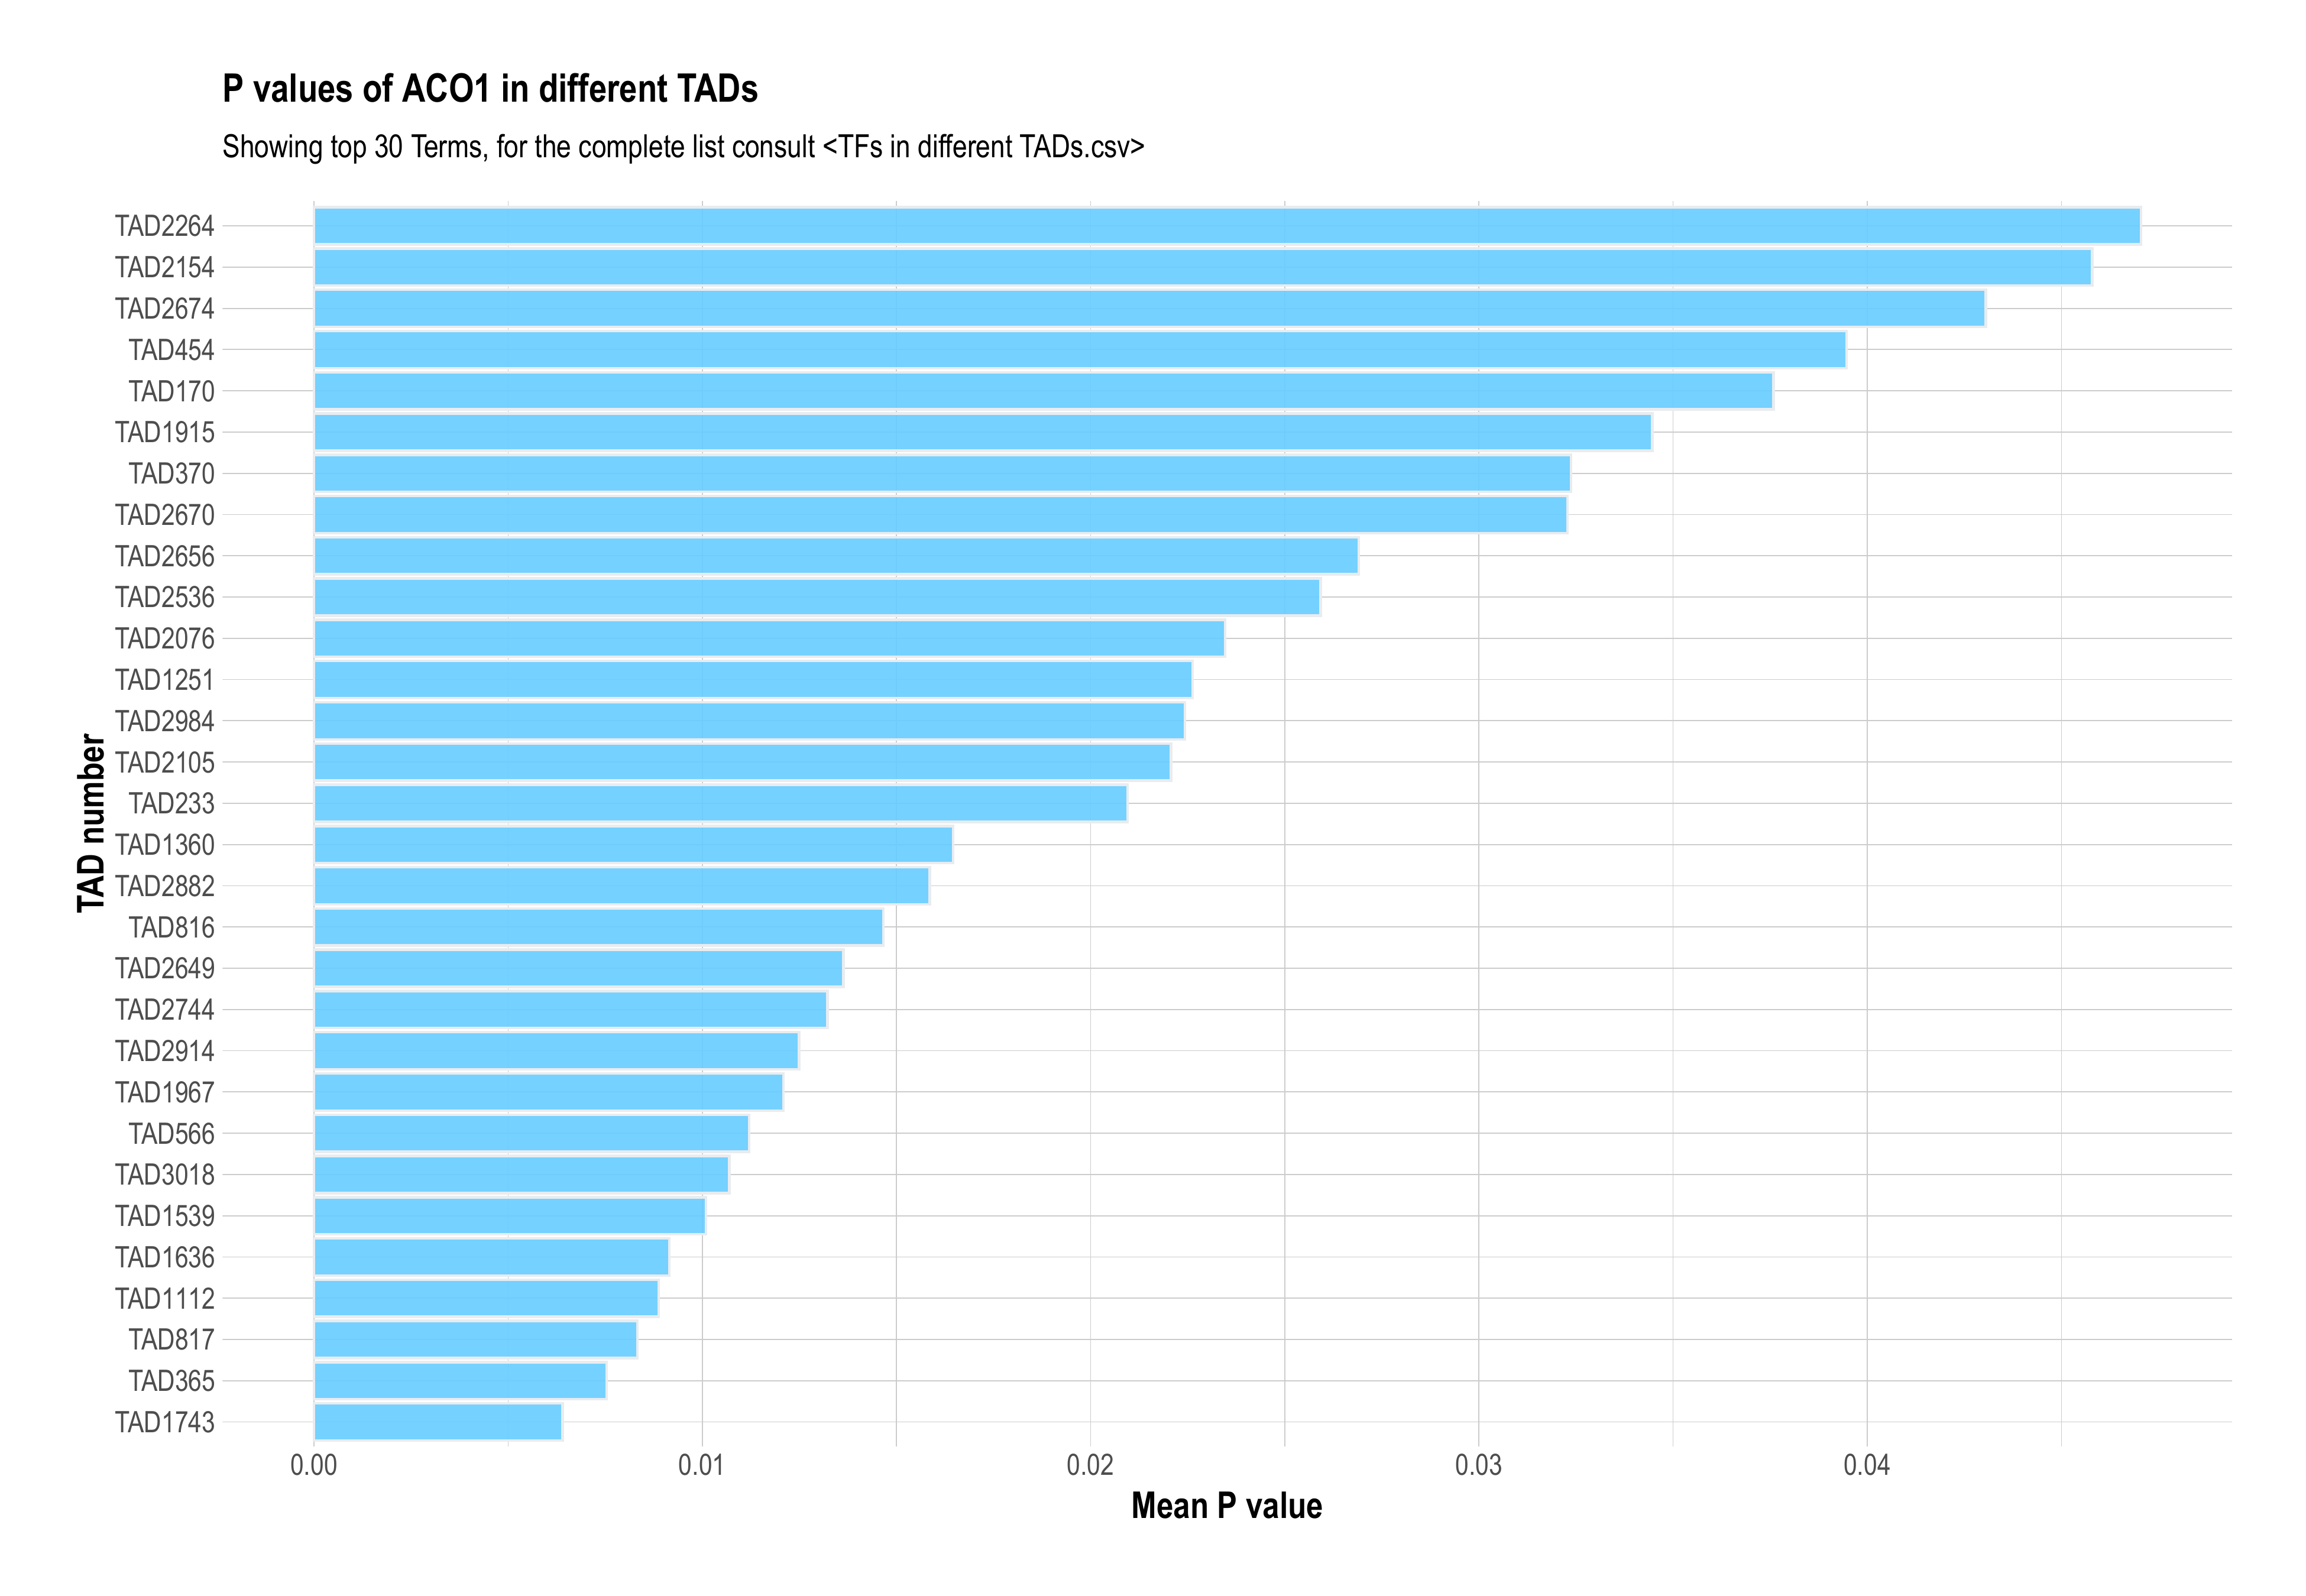 P values of ACO1 in different TADs
Showing top 30 Terms, for the complete list consult <TFs in different TADs.csv>
TAD number
TAD2264
TAD2154
TAD2674
TAD454
TAD170
TAD1915
TAD370
TAD2670
TAD2656
TAD2536
TAD2076
TAD1251
TAD2984
TAD2105
TAD233
TAD1360
TAD2882
TAD816
TAD2649
TAD2744
TAD2914
TAD1967
TAD566
TAD3018
TAD1539
TAD1636
TAD1112
TAD817
TAD365
TAD1743
0.00 0.01 0.02 0.03 0.04
Mean P value